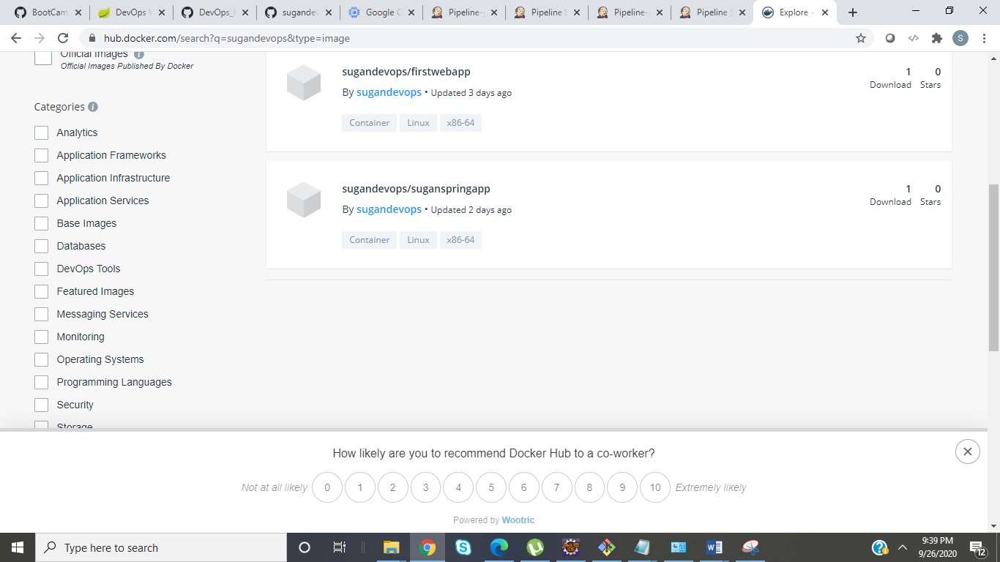 BootCam
DevOps V
DevOps_
sugande
Google C
Pipeline-
Pipeline S
Pipeline-
Pipeline S
Explore -
hub.docker.com/search?q=sugandevops&type=image
S
Official Images i
Official Images Published By Docker
Categories i
Analytics
Application Frameworks
Application Infrastructure
Application Services
Base Images
Databases
DevOps Tools
Featured Images
Messaging Services
Monitoring
Operating Systems
Programming Languages
Security
Storage
sugandevops/firstwebapp
By sugandevops • Updated 3 days ago
Container Linux x86-64
1 0
Download Stars
sugandevops/suganspringapp
By sugandevops • Updated 2 days ago
Container Linux x86-64
1 0
Download Stars
How likely are you to recommend Docker Hub to a co-worker?
Not at all likely 0 1 2 3 4 5 6 7 8 9 10 Extremely likely
Powered by Wootric
Type here to search
9:39 PM
9/26/2020
12